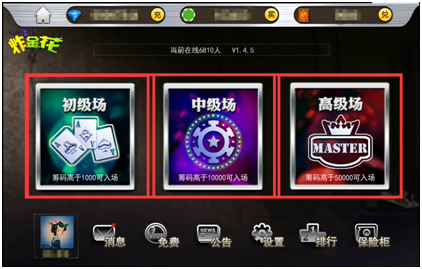 充 买 兑
炸金花
当前在线6810人 V1.4.5
初级场 中级场 高级场
MASTER
筹码高于1000可入场 筹码高于10000可入场 筹码高于50000可入场
NEWS
消息 免费 公告 设置 排行 保险柜